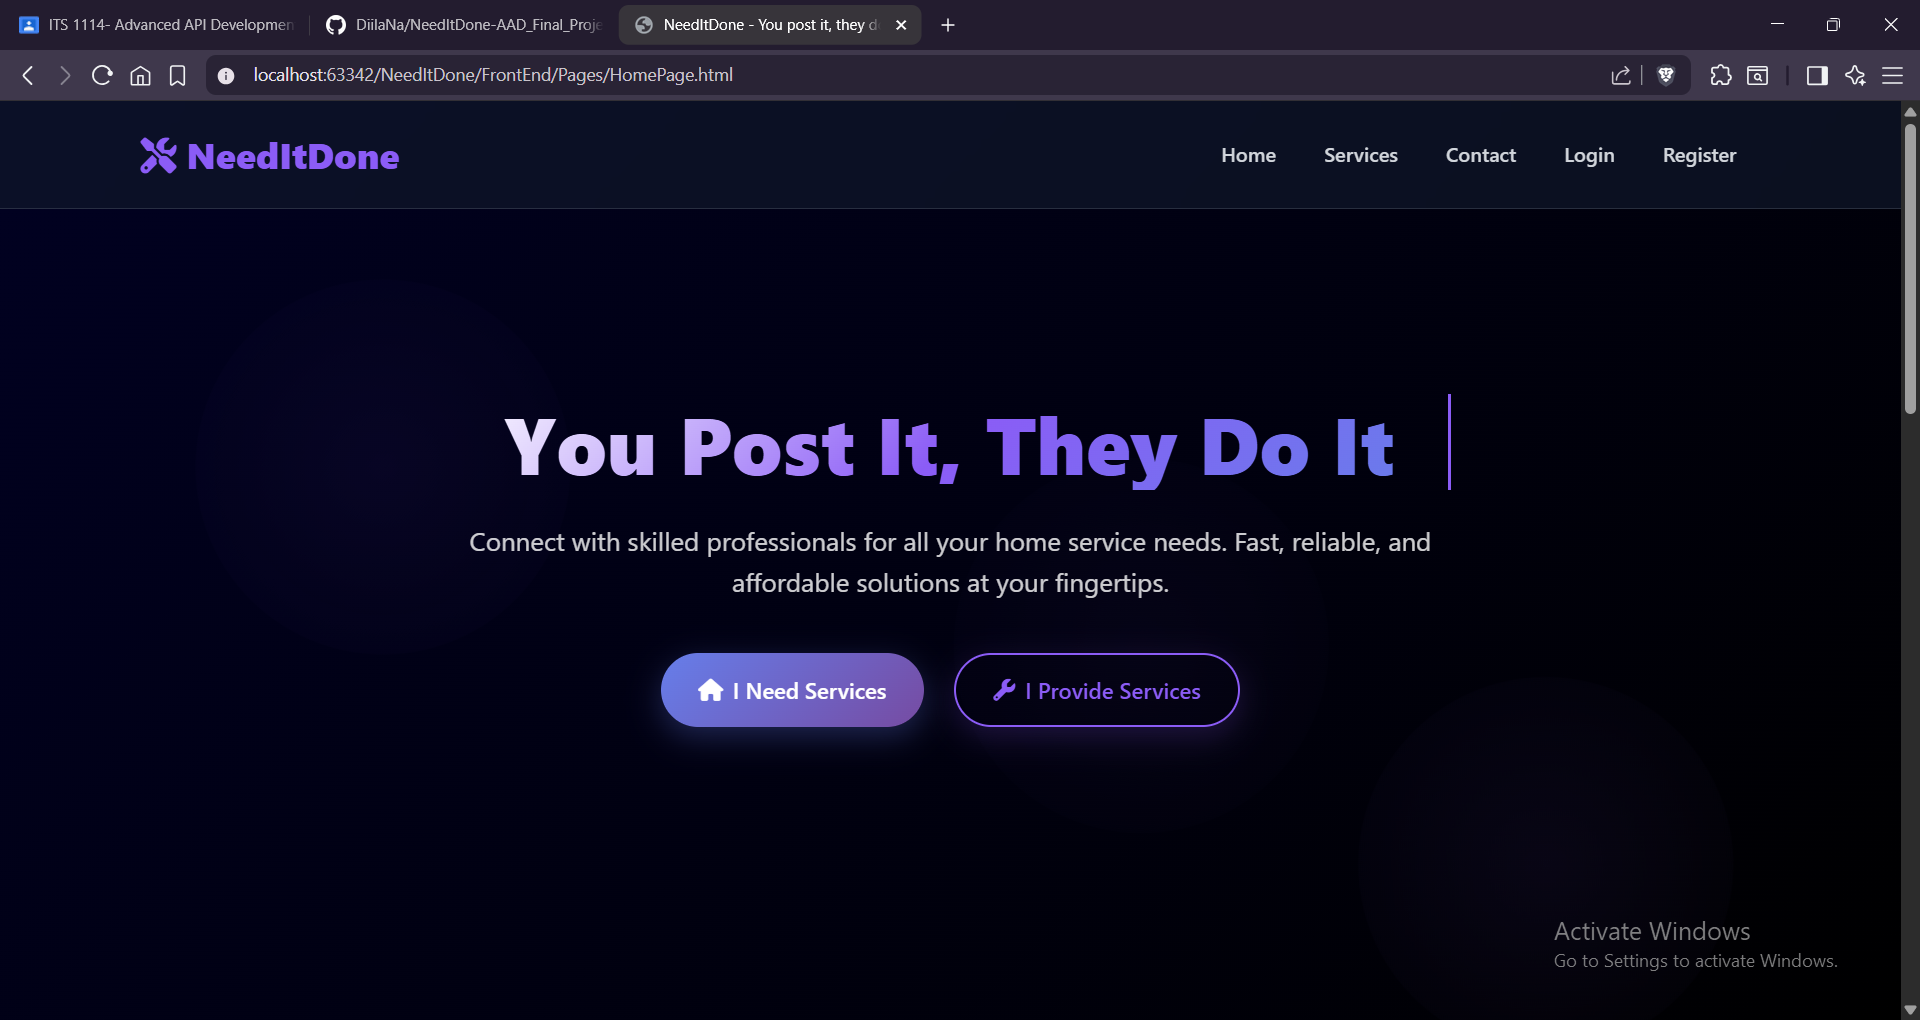 ITS 1114- Advanced API Developmen
DiilaNa/NeedItDone-AAD_Final_Proje
NeedItDone - You post it, they d
localhost:63342/NeedItDone/FrontEnd/Pages/HomePage.html
NeedItDone
Home
Services
Contact
Login
Register
You Post It, They Do It
Connect with skilled professionals for all your home service needs. Fast, reliable, and
affordable solutions at your fingertips.
I Need Services
I Provide Services
Activate Windows
Go to Settings to activate Windows.